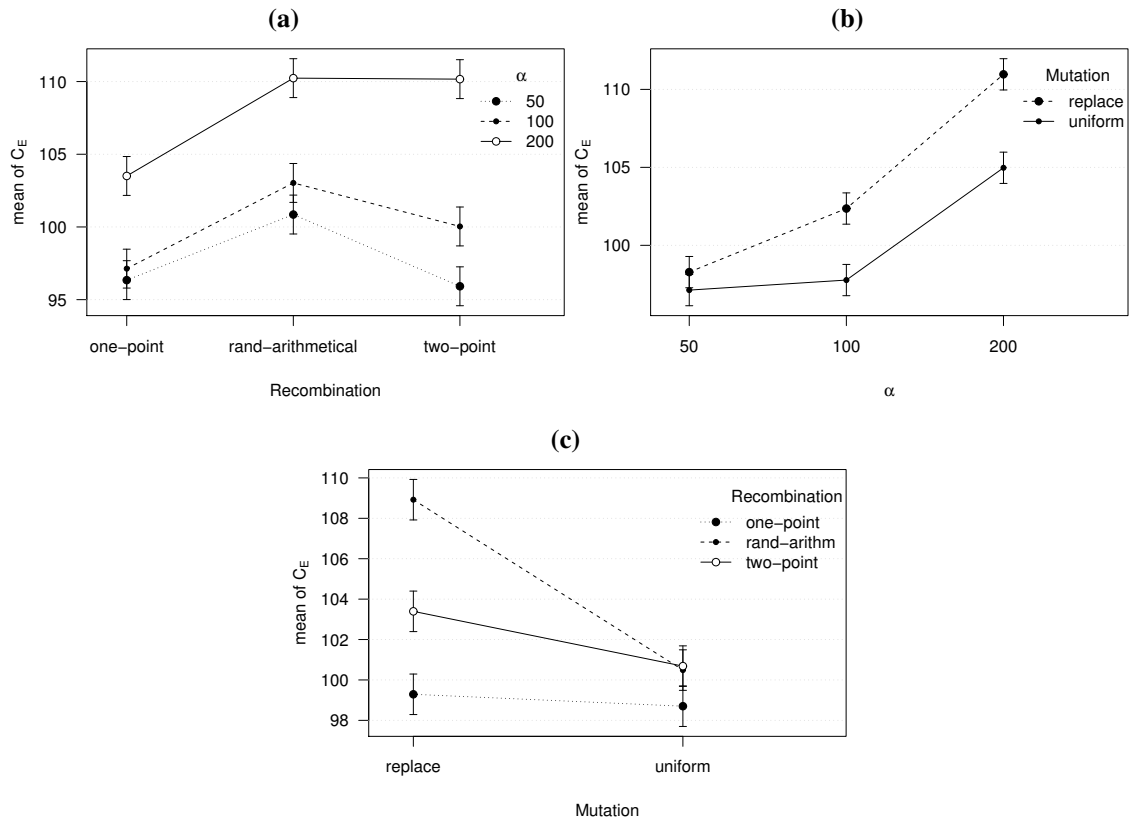 (a)
mean of C_E
110
105
100
95
α
50
100
200
one−point
rand−arithmetical
two−point
Recombination
(b)
mean of C_E
110
105
100
Mutation
replace
uniform
50
100
200
α
(c)
mean of C_E
110
108
106
104
102
100
98
Recombination
one−point
rand−arithm
two−point
replace
uniform
Mutation